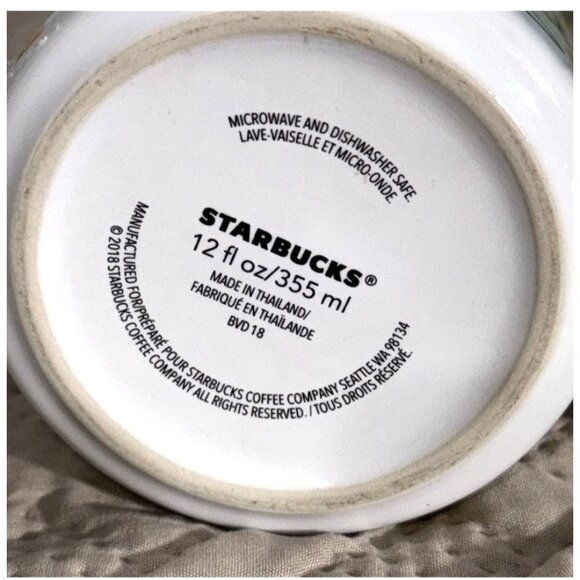 MICROWAVE AND DISHWASHER SAFE.
LAVE-VAISELLE ET MICRO-ONDE.
STARBUCKS®
12 fl oz/355 ml
MADE IN THAILAND/
FABRIQUÉ EN THAÏLANDE
BVD 18
MANUFACTURED FOR/PRÉPARÉ POUR STARBUCKS COFFEE COMPANY SEATTLE WA 98134
© 2018 STARBUCKS COFFEE COMPANY ALL RIGHTS RESERVED. / TOUS DROITS RÉSERVÉ.